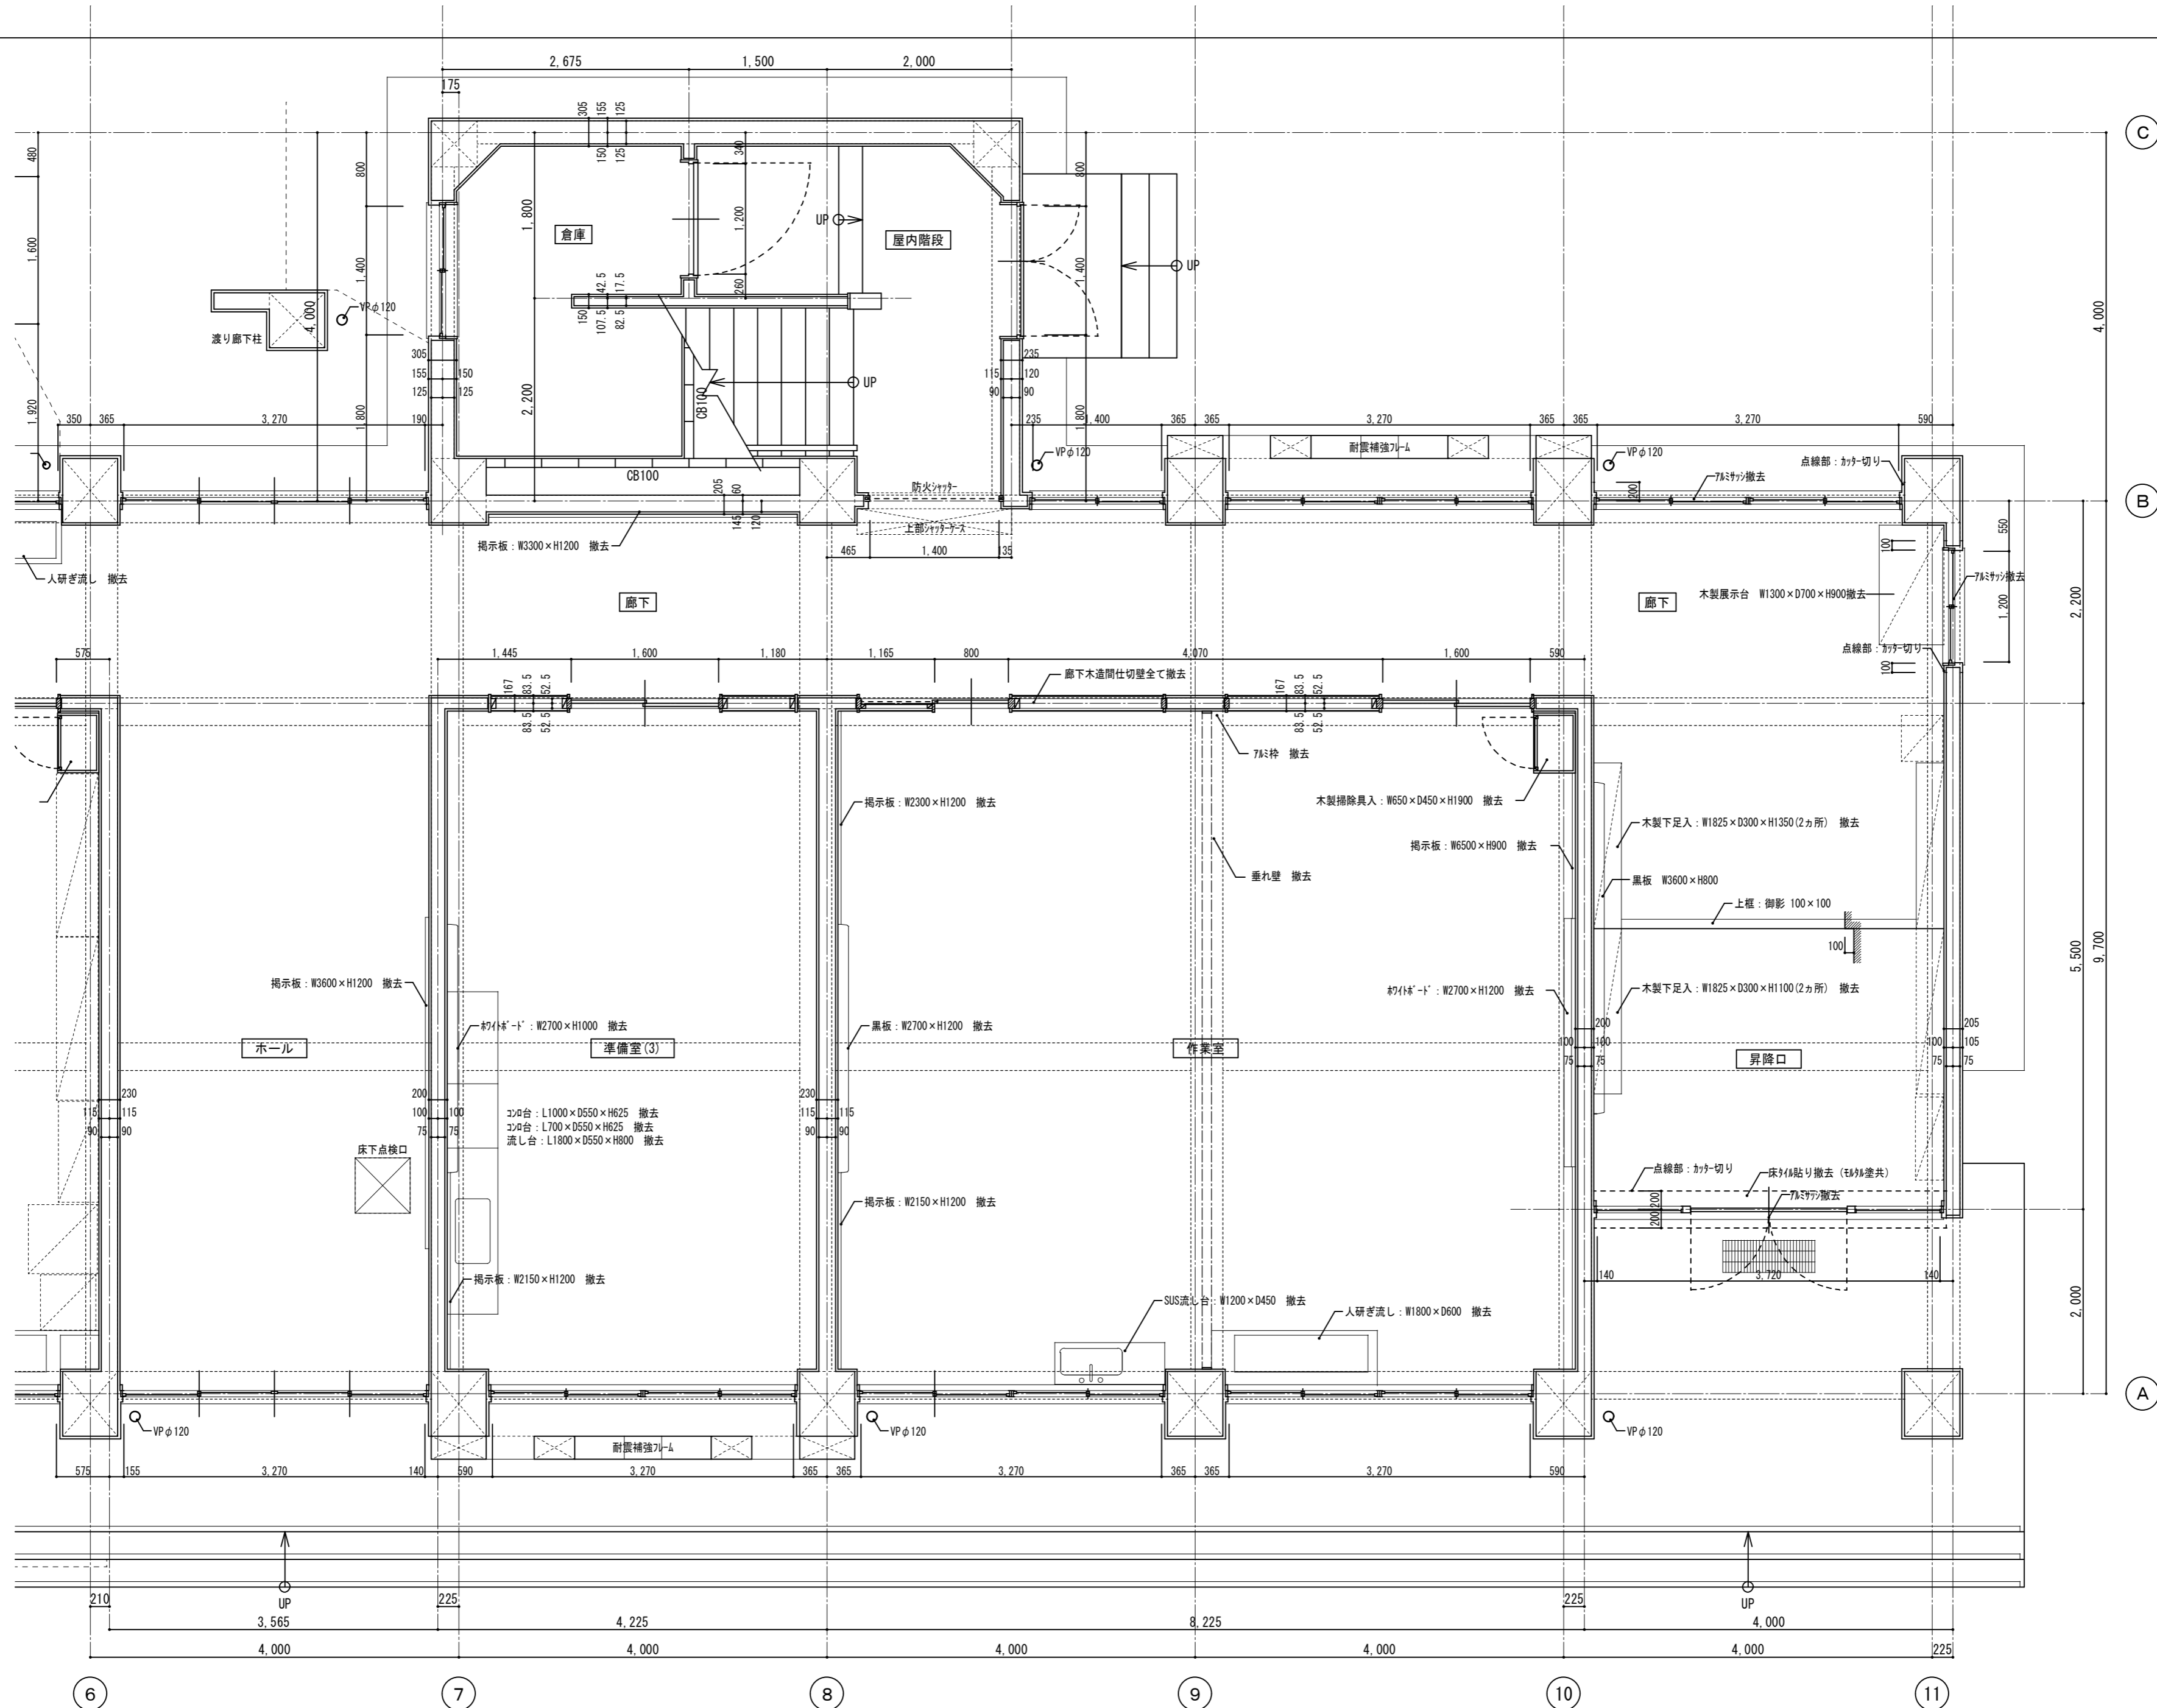 2,675
1,500
2,000
175
C
305
155
125
150
125
340
480
800
800
1,800
1,200
UP
倉庫
屋内階段
1,600
1,400
1,400
UP
4,000
42.5
17.5
260
VPφ120
4,000
150
107.5
82.5
渡り廊下柱
305
155
150
125
125
235
115
120
90
90
2,200
UP
CB100
1,920
1,800
1,800
350
365
3,270
190
235
1,400
365
365
3,270
365
365
3,270
590
耐震補強フレーム
VPφ120
VPφ120
点線部：カッター切り
CB100
205
60
防火シャッター
200
アルミサッシ撤去
B
145
120
上部シャッターケース
掲示板：W3300×H1200　撤去
465
1,400
135
100
550
人研ぎ流し　撤去
アルミサッシ撤去
廊下
廊下
木製展示台　W1300×D700×H900撤去
1,200
2,200
点線部：カッター切り
100
575
1,445
1,600
1,180
1,165
800
4,070
1,600
590
廊下木造間仕切壁全て撤去
167
83.5
52.5
83.5
52.5
167
83.5
52.5
83.5
52.5
アルミ枠　撤去
掲示板：W2300×H1200　撤去
木製掃除具入：W650×D450×H1900　撤去
木製下足入：W1825×D300×H1350(2ヵ所)　撤去
掲示板：W6500×H900　撤去
垂れ壁　撤去
黒板　W3600×H800
上框：御影 100×100
100
5,500
9,700
掲示板：W3600×H1200　撤去
ホワイトボード：W2700×H1200　撤去
木製下足入：W1825×D300×H1100(2ヵ所)　撤去
ホワイトボード：W2700×H1000　撤去
黒板：W2700×H1200　撤去
ホール
準備室(3)
作業室
昇降口
200
100
100
75
75
205
100
105
75
75
230
115
115
90
90
200
100
100
75
75
230
115
115
90
90
コンロ台：L1000×D550×H625　撤去
コンロ台：L700×D550×H625　撤去
流し台：L1800×D550×H800　撤去
床下点検口
点線部：カッター切り
床タイル貼り撤去（モルタル塗共）
アルミサッシ撤去
掲示板：W2150×H1200　撤去
200
200
掲示板：W2150×H1200　撤去
140
3,720
140
SUS流し台：W1200×D450　撤去
人研ぎ流し：W1800×D600　撤去
2,000
A
VPφ120
VPφ120
VPφ120
耐震補強フレーム
575
155
3,270
140
590
3,270
365
365
3,270
365
365
3,270
590
UP
UP
210
225
225
3,565
4,225
8,225
4,000
4,000
4,000
4,000
4,000
4,000
225
6
7
8
9
10
11